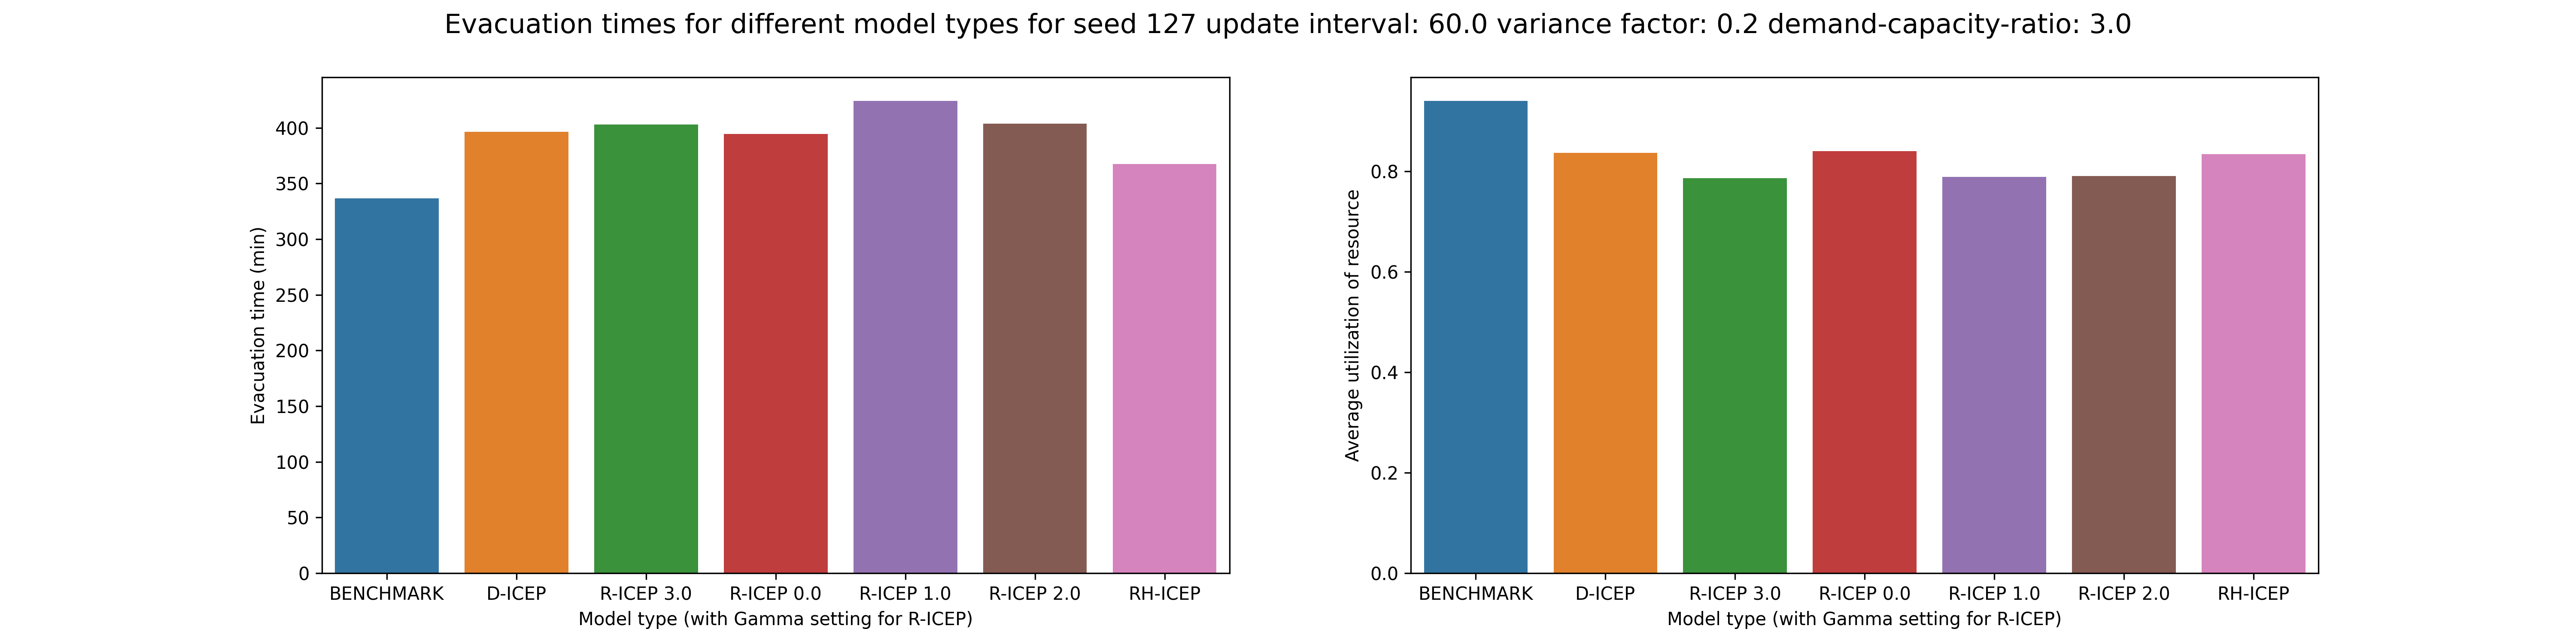 Evacuation times for different model types for seed 127 update interval: 60.0 variance factor: 0.2 demand-capacity-ratio: 3.0
Evacuation time (min)
400
350
300
250
200
150
100
50
0
BENCHMARK D-ICEP R-ICEP 3.0 R-ICEP 0.0 R-ICEP 1.0 R-ICEP 2.0 RH-ICEP
Model type (with Gamma setting for R-ICEP)
Average utilization of resource
0.8
0.6
0.4
0.2
0.0
BENCHMARK D-ICEP R-ICEP 3.0 R-ICEP 0.0 R-ICEP 1.0 R-ICEP 2.0 RH-ICEP
Model type (with Gamma setting for R-ICEP)